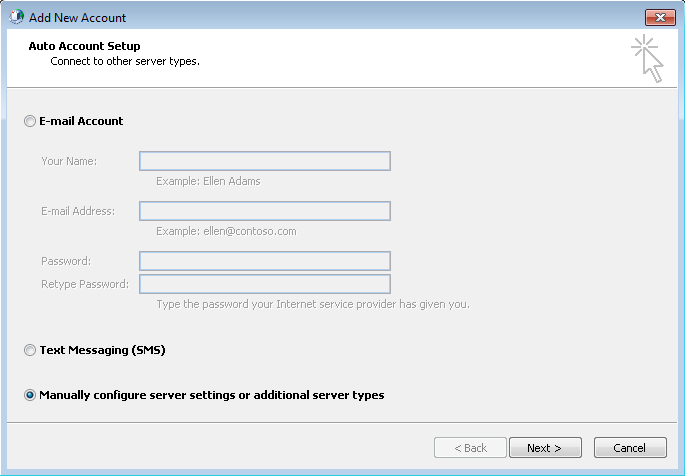 Add New Account
Auto Account Setup
Connect to other server types.
E-mail Account
Your Name:
Example: Ellen Adams
E-mail Address:
Example: ellen@contoso.com
Password:
Retype Password:
Type the password your Internet service provider has given you.
Text Messaging (SMS)
Manually configure server settings or additional server types
< Back Next > Cancel